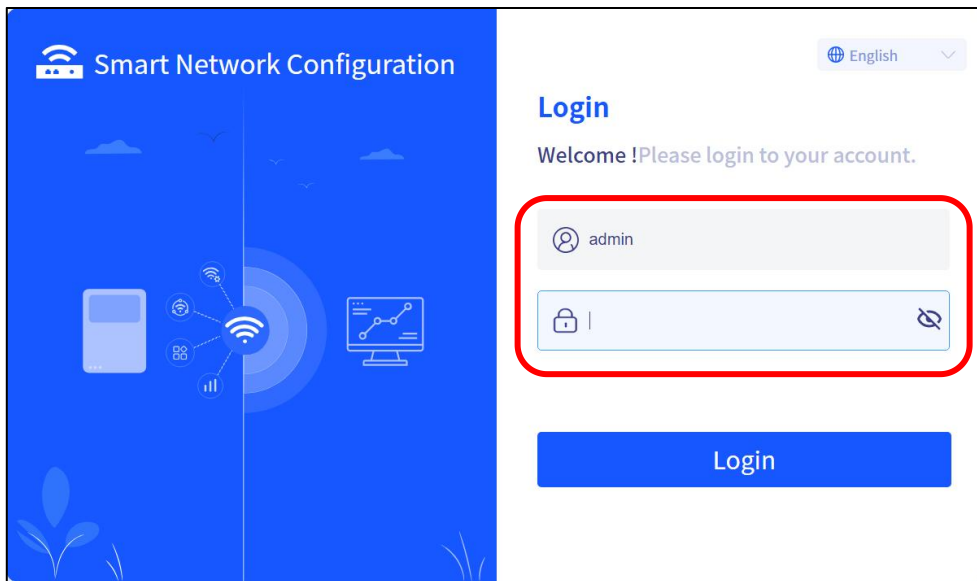 Smart Network Configuration
English
Login
Welcome !Please login to your account.
admin
Login